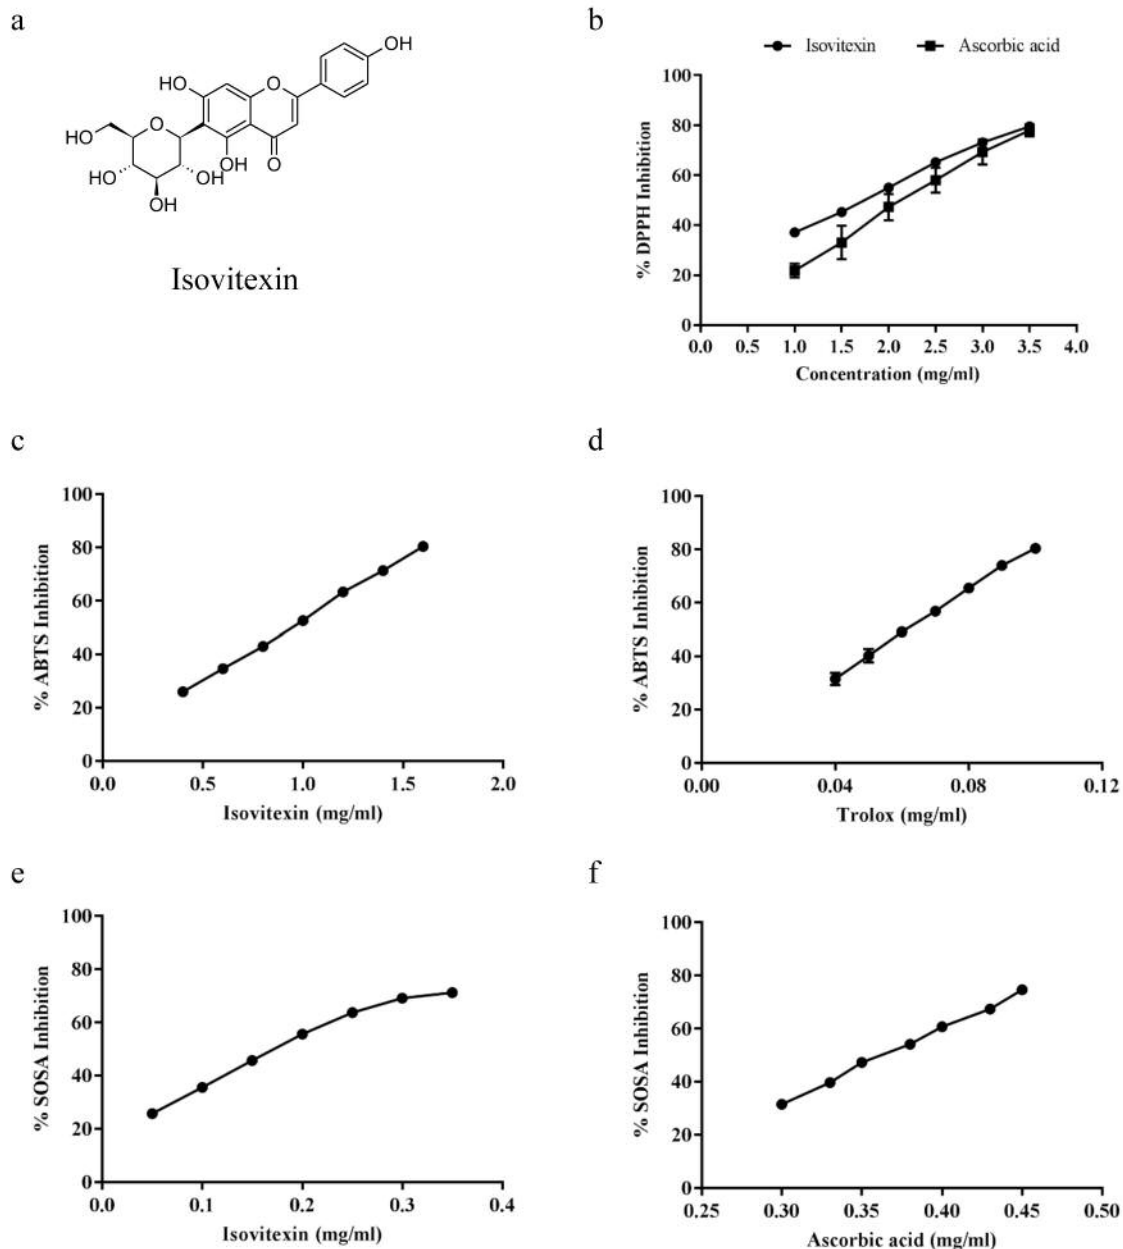 a
OH
HO
O
HO
O
OH
O
HO
OH
OH
Isovitexin
b
Isovitexin Ascorbic acid
% DPPH Inhibition
100
80
60
40
20
0
0.0 0.5 1.0 1.5 2.0 2.5 3.0 3.5 4.0
Concentration (mg/ml)
c
% ABTS Inhibition
100
80
60
40
20
0
0.0 0.5 1.0 1.5 2.0
Isovitexin (mg/ml)
d
% ABTS Inhibition
100
80
60
40
20
0
0.00 0.04 0.08 0.12
Trolox (mg/ml)
e
% SOSA Inhibition
100
80
60
40
20
0
0.0 0.1 0.2 0.3 0.4
Isovitexin (mg/ml)
f
% SOSA Inhibition
100
80
60
40
20
0
0.25 0.30 0.35 0.40 0.45 0.50
Ascorbic acid (mg/ml)